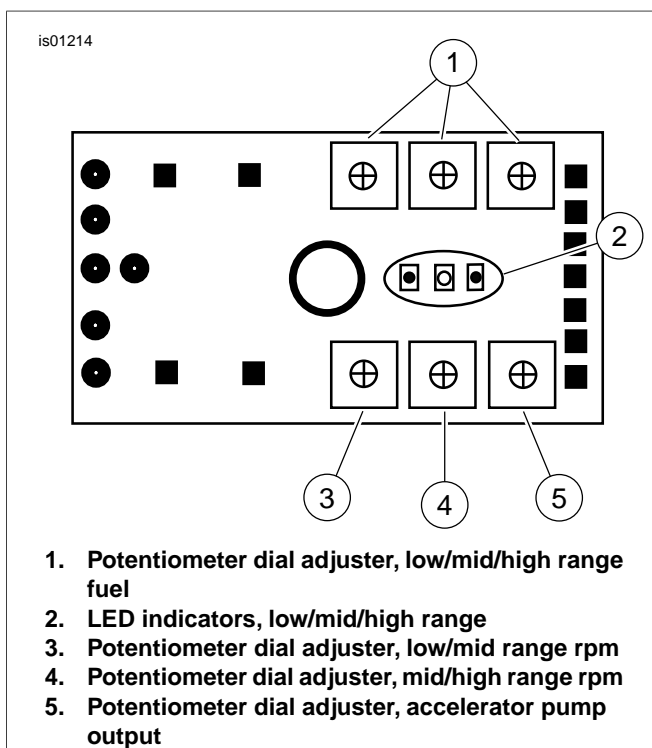 is01214
1
2
3
4
5
1. Potentiometer dial adjuster, low/mid/high range
fuel
2. LED indicators, low/mid/high range
3. Potentiometer dial adjuster, low/mid range rpm
4. Potentiometer dial adjuster, mid/high range rpm
5. Potentiometer dial adjuster, accelerator pump
output